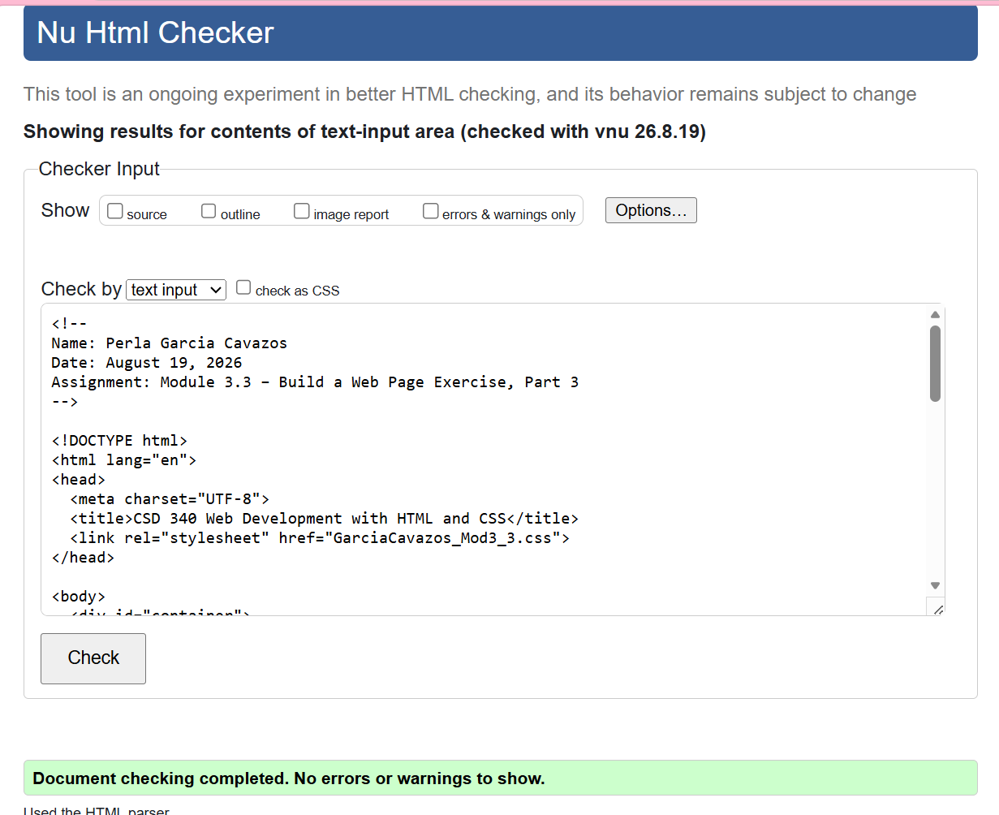 Nu Html Checker
This tool is an ongoing experiment in better HTML checking, and its behavior remains subject to change
Showing results for contents of text-input area (checked with vnu 26.8.19)
Checker Input
Show source outline image report errors & warnings only Options…
Check by text input check as CSS
<!--
Name: Perla Garcia Cavazos
Date: August 19, 2026
Assignment: Module 3.3 – Build a Web Page Exercise, Part 3
-->
<!DOCTYPE html>
<html lang="en">
<head>
<meta charset="UTF-8">
<title>CSD 340 Web Development with HTML and CSS</title>
<link rel="stylesheet" href="GarciaCavazos_Mod3_3.css">
</head>
<body>
<div id="container">
Check
Document checking completed. No errors or warnings to show.
Used the HTML parser.